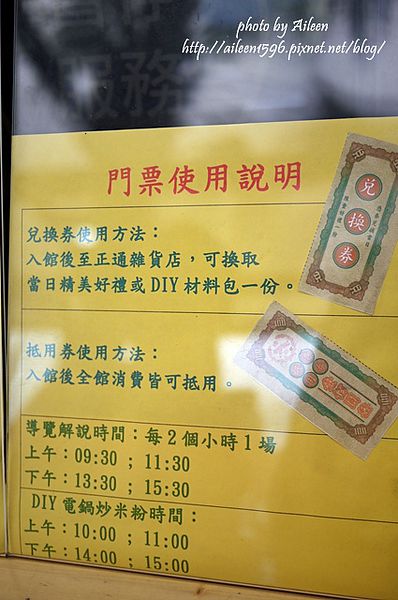 photo by Aileen
http://aileen1596.pixnet.net/blog/
服務
門票使用說明
兌換券使用方法：
入館後至正通雜貨店，可換取
當日精美好禮或DIY材料包一份。
兌換券
抵用券使用方法：
入館後全館消費皆可抵用。
導覽解說時間：每2個小時1場
上午：09:30 ; 11:30
下午：13:30 ; 15:30
DIY電鍋炒米粉時間：
上午：10:00 ; 11:00
下午：14:00 ; 15:00